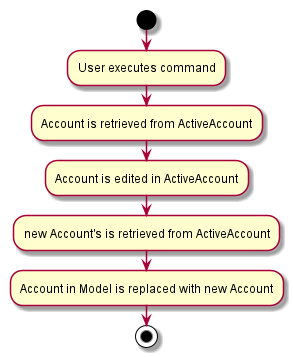 User executes command
Account is retrieved from ActiveAccount
Account is edited in ActiveAccount
new Account's is retrieved from ActiveAccount
Account in Model is replaced with new Account